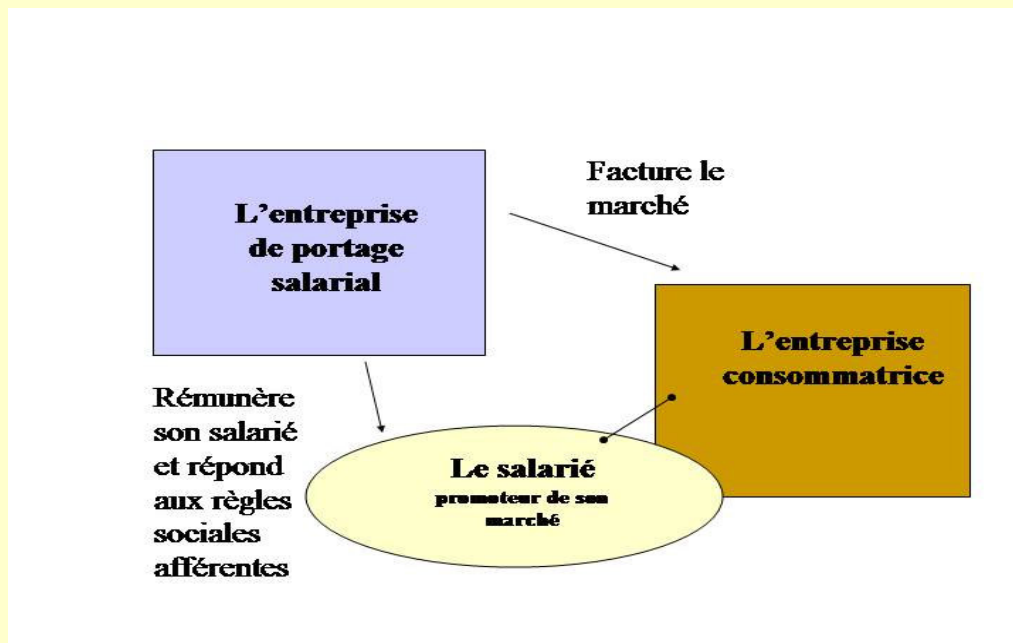 L’entreprise
de portage
salarial
Facture le
marché
L’entreprise
consommatrice
Rémunère
son salarié
et répond
aux règles
sociales
afférentes
Le salarié
promoteur de son
marché